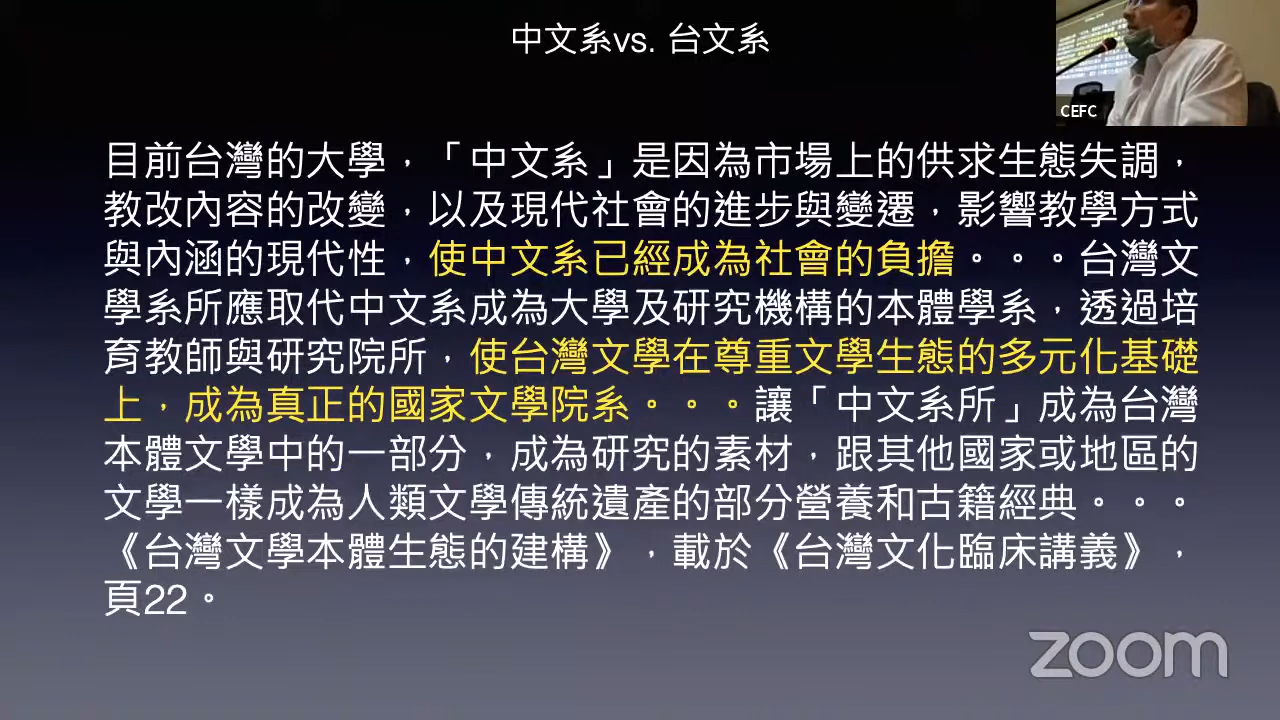 中文系vs. 台文系
CEFC
目前台灣的大學，「中文系」是因為市場上的供求生態失調，
教改內容的改變，以及現代社會的進步與變遷，影響教學方式
與內涵的現代性，使中文系已經成為社會的負擔。。。台灣文
學系所應取代中文系成為大學及研究機構的本體學系，透過培
育教師與研究院所，使台灣文學在尊重文學生態的多元化基礎
上，成為真正的國家文學院系。。。讓「中文系所」成為台灣
本體文學中的一部分，成為研究的素材，跟其他國家或地區的
文學一樣成為人類文學傳統遺產的部分營養和古籍經典。。。
《台灣文學本體生態的建構》，載於《台灣文化臨床講義》，
頁22。
zoom